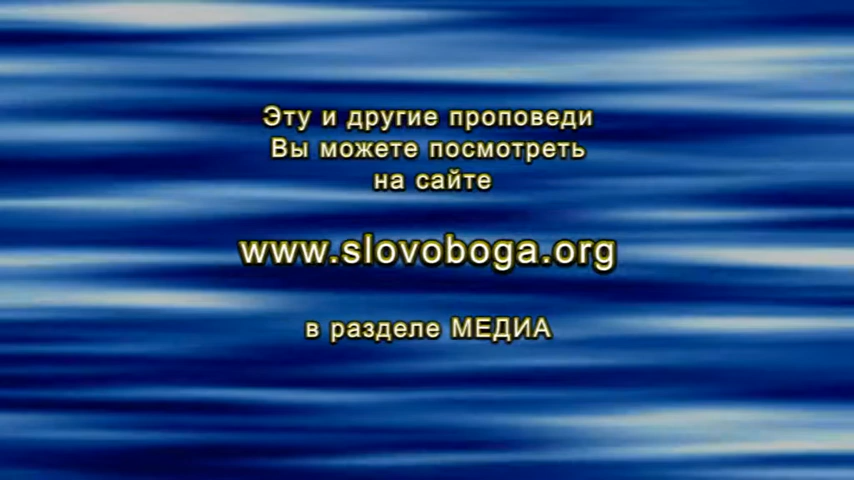 Эту и другие проповеди
Вы можете посмотреть
на сайте
www.slovoboga.org
в разделе МЕДИА